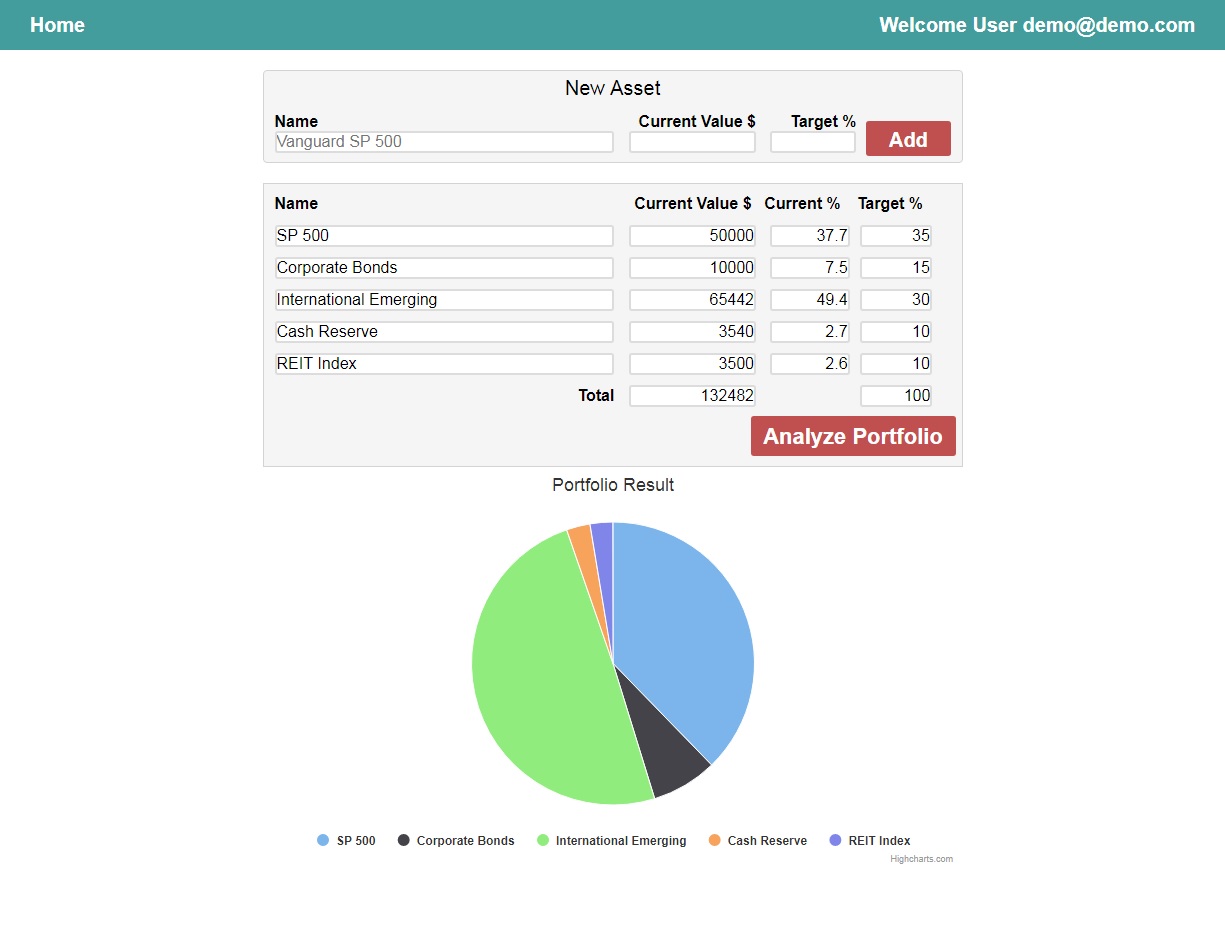 Home Welcome User demo@demo.com
New Asset
Name Current Value $ Target %
Vanguard SP 500 Add
Name Current Value $ Current % Target %
SP 500 50000 37.7 35
Corporate Bonds 10000 7.5 15
International Emerging 65442 49.4 30
Cash Reserve 3540 2.7 10
REIT Index 3500 2.6 10
Total 132482 100
Analyze Portfolio
Portfolio Result
SP 500 Corporate Bonds International Emerging Cash Reserve REIT Index
Highcharts.com